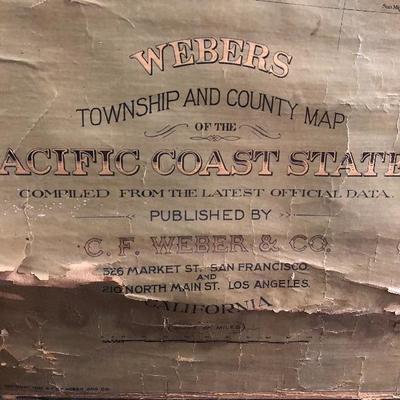 WEBERS
TOWNSHIP AND COUNTY MAP
OF THE
ACIFIC COAST STATE
COMPILED FROM THE LATEST OFFICIAL DATA.
PUBLISHED BY
C. F. WEBER & CO.
526 MARKET ST. SAN FRANCISCO.
AND
210 NORTH MAIN ST. LOS ANGELES.
CALIFORNIA